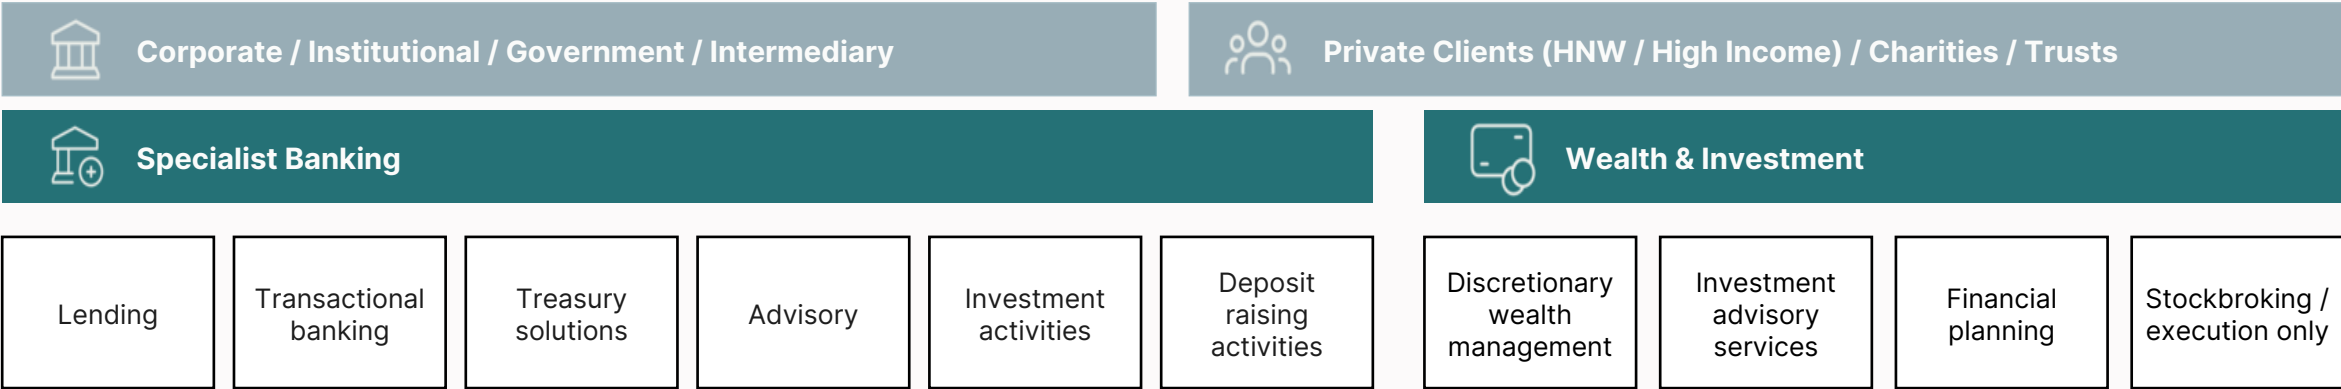 Corporate / Institutional / Government / Intermediary
Private Clients (HNW / High Income) / Charities / Trusts
Specialist Banking
Wealth & Investment
Lending
Transactional
banking
Treasury
solutions
Advisory
Investment
activities
Deposit
raising
activities
Discretionary
wealth
management
Investment
advisory
services
Financial
planning
Stockbroking /
execution only